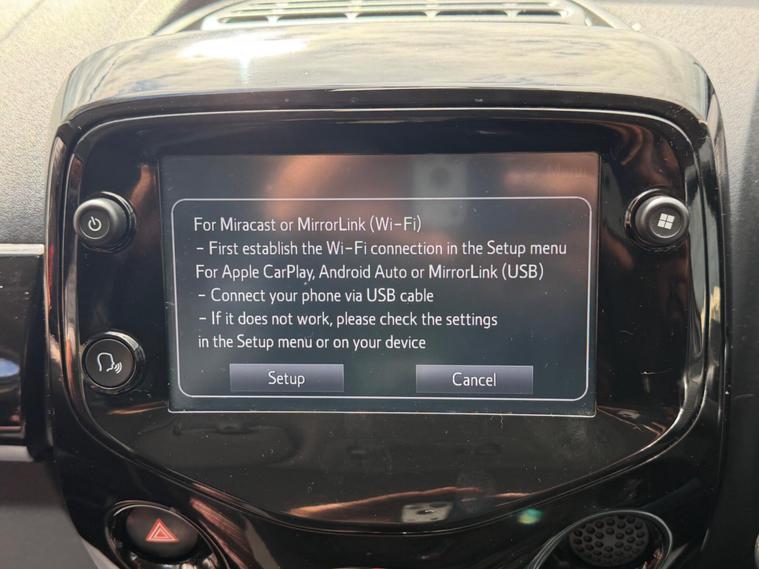 For Miracast or MirrorLink (Wi-Fi)
- First establish the Wi-Fi connection in the Setup menu
For Apple CarPlay, Android Auto or MirrorLink (USB)
- Connect your phone via USB cable
- If it does not work, please check the settings
in the Setup menu or on your device
Setup
Cancel